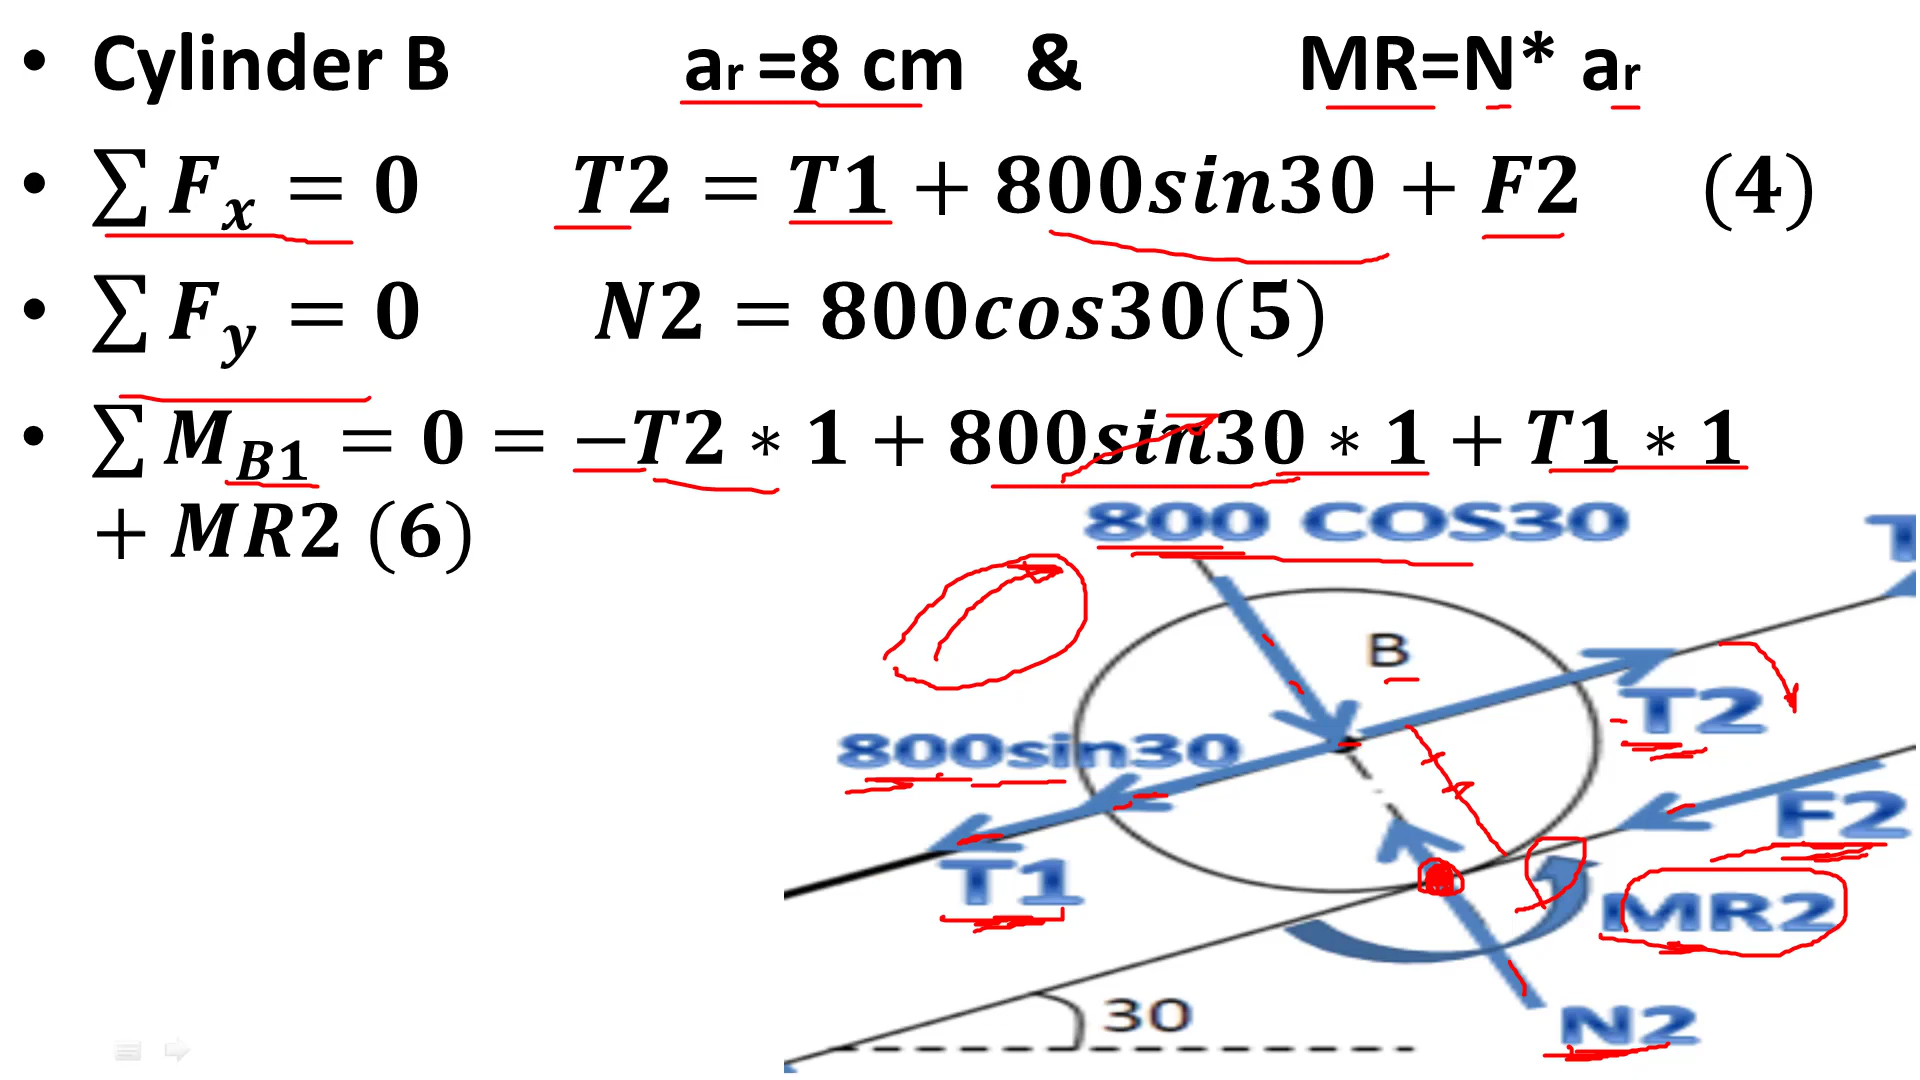 • Cylinder B ar =8 cm & MR=N* ar
• ∑ Fx = 0 T2 = T1 + 800sin30 + F2 (4)
• ∑ Fy = 0 N2 = 800cos30(5)
• ∑ MB1 = 0 = −T2 ∗ 1 + 800sin30 ∗ 1 + T1 ∗ 1
+ MR2 (6)
800 COS30
T
B
T2
800sin30
F2
T1
MR2
30
N2